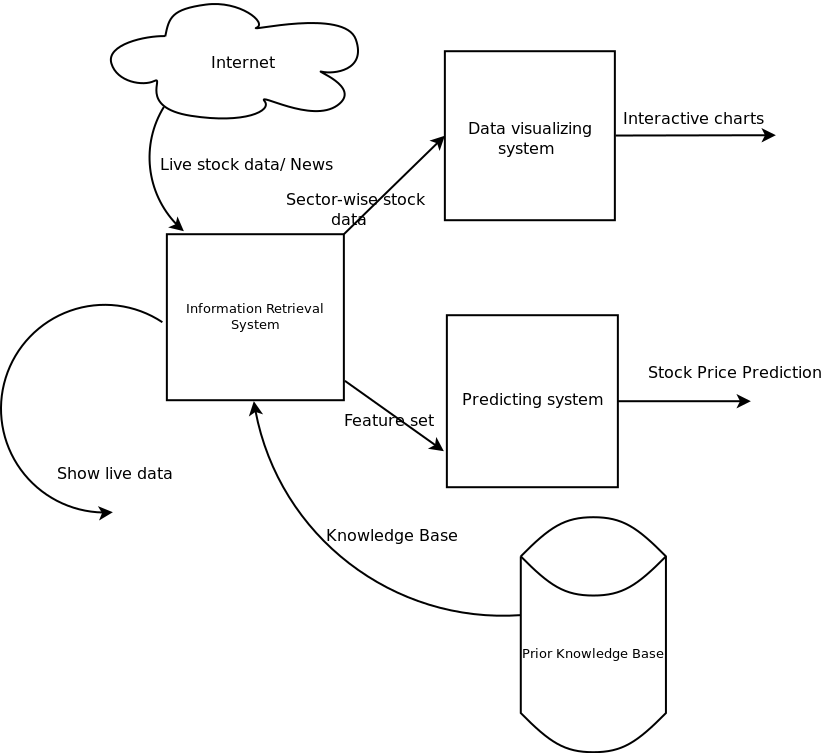 Internet
Data visualizing
system
Interactive charts
Live stock data/ News
Sector-wise stock
data
Information Retrieval
System
Stock Price Prediction
Predicting system
Feature set
Show live data
Knowledge Base
Prior Knowledge Base